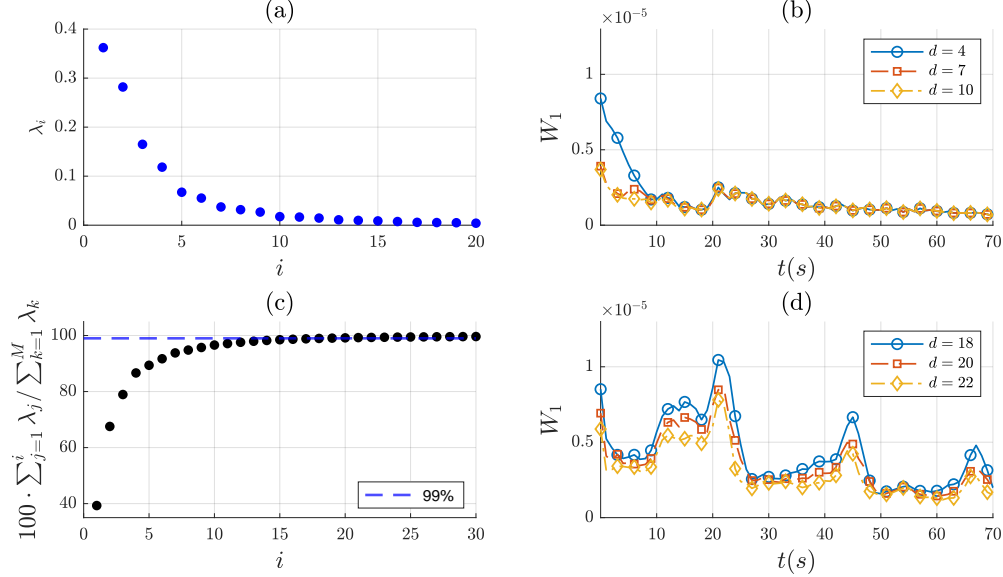 (a)
0.4
0.3
0.2
0.1
0
λ_i
0 5 10 15 20
i
(b)
×10^{-5}
1
0.5
0
W_1
10 20 30 40 50 60 70
t(s)
d = 4
d = 7
d = 10
(c)
100
80
60
40
100 · ∑_{j=1}^{i} λ_j / ∑_{k=1}^{M} λ_k
0 5 10 15 20 25 30
i
99%
(d)
×10^{-5}
1
0.5
0
W_1
10 20 30 40 50 60 70
t(s)
d = 18
d = 20
d = 22